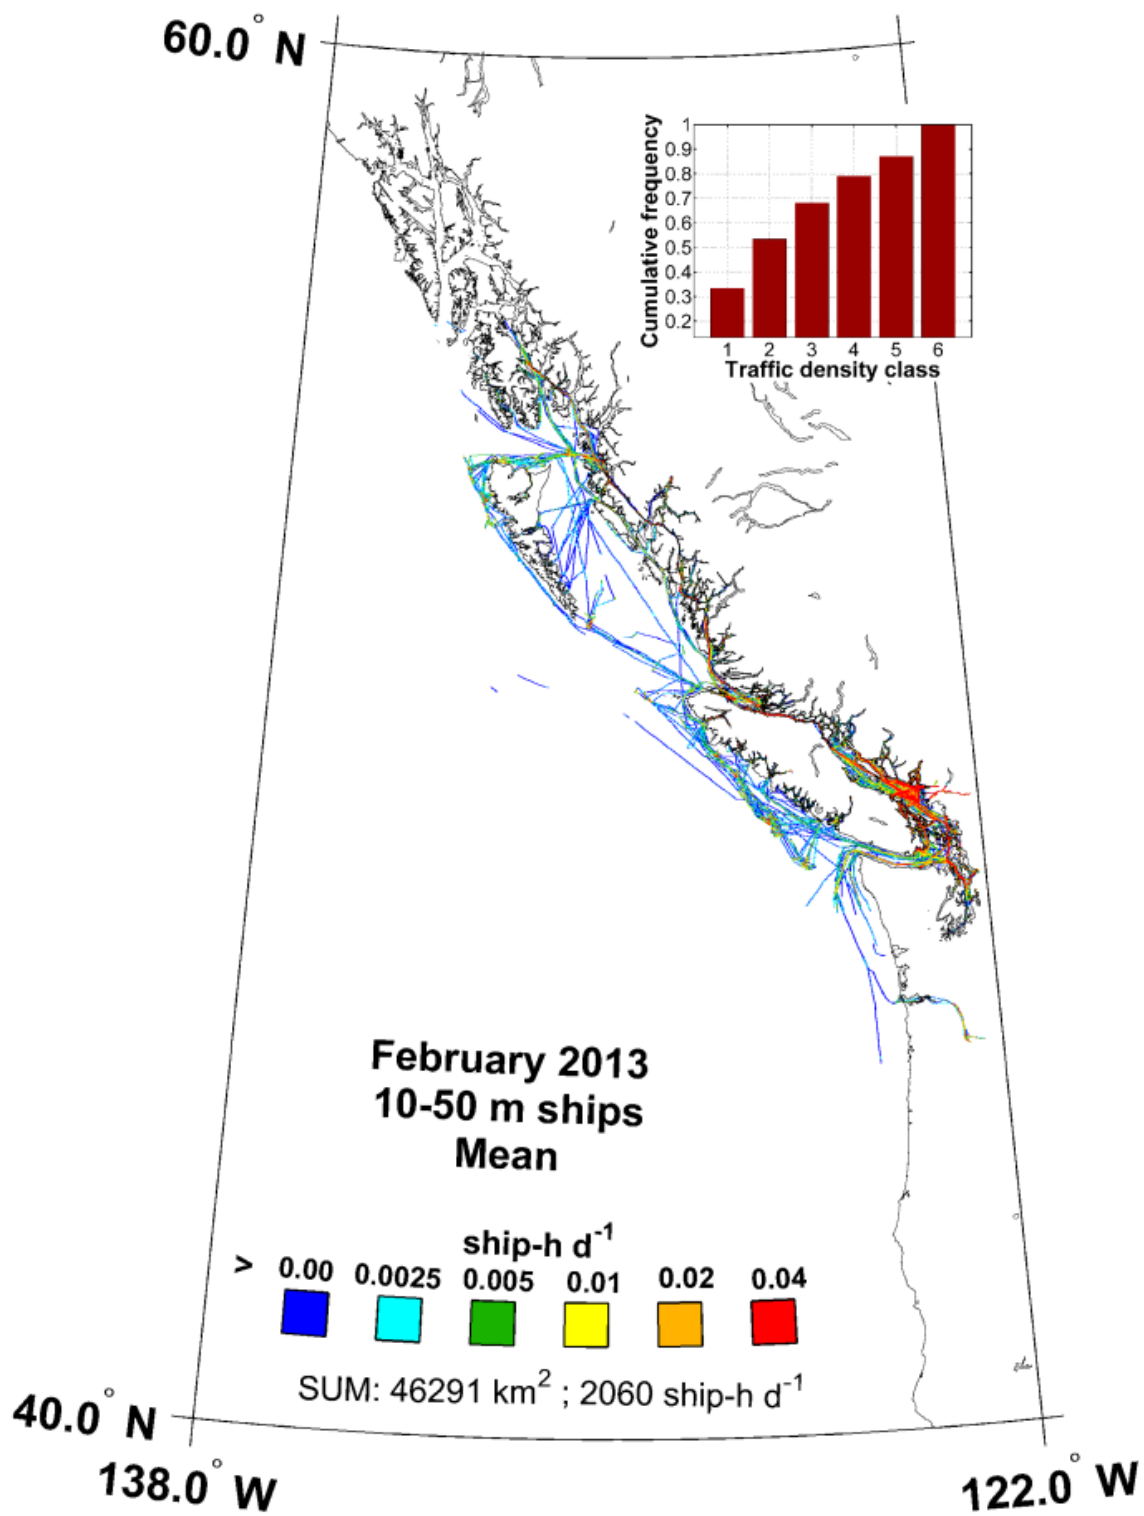 60.0° N
Cumulative frequency
1
0.9
0.8
0.7
0.6
0.5
0.4
0.3
0.2
1 2 3 4 5 6
Traffic density class
February 2013
10-50 m ships
Mean
ship-h d⁻¹
> 0.00 0.0025 0.005 0.01 0.02 0.04
SUM: 46291 km² ; 2060 ship-h d⁻¹
40.0° N
138.0° W
122.0° W